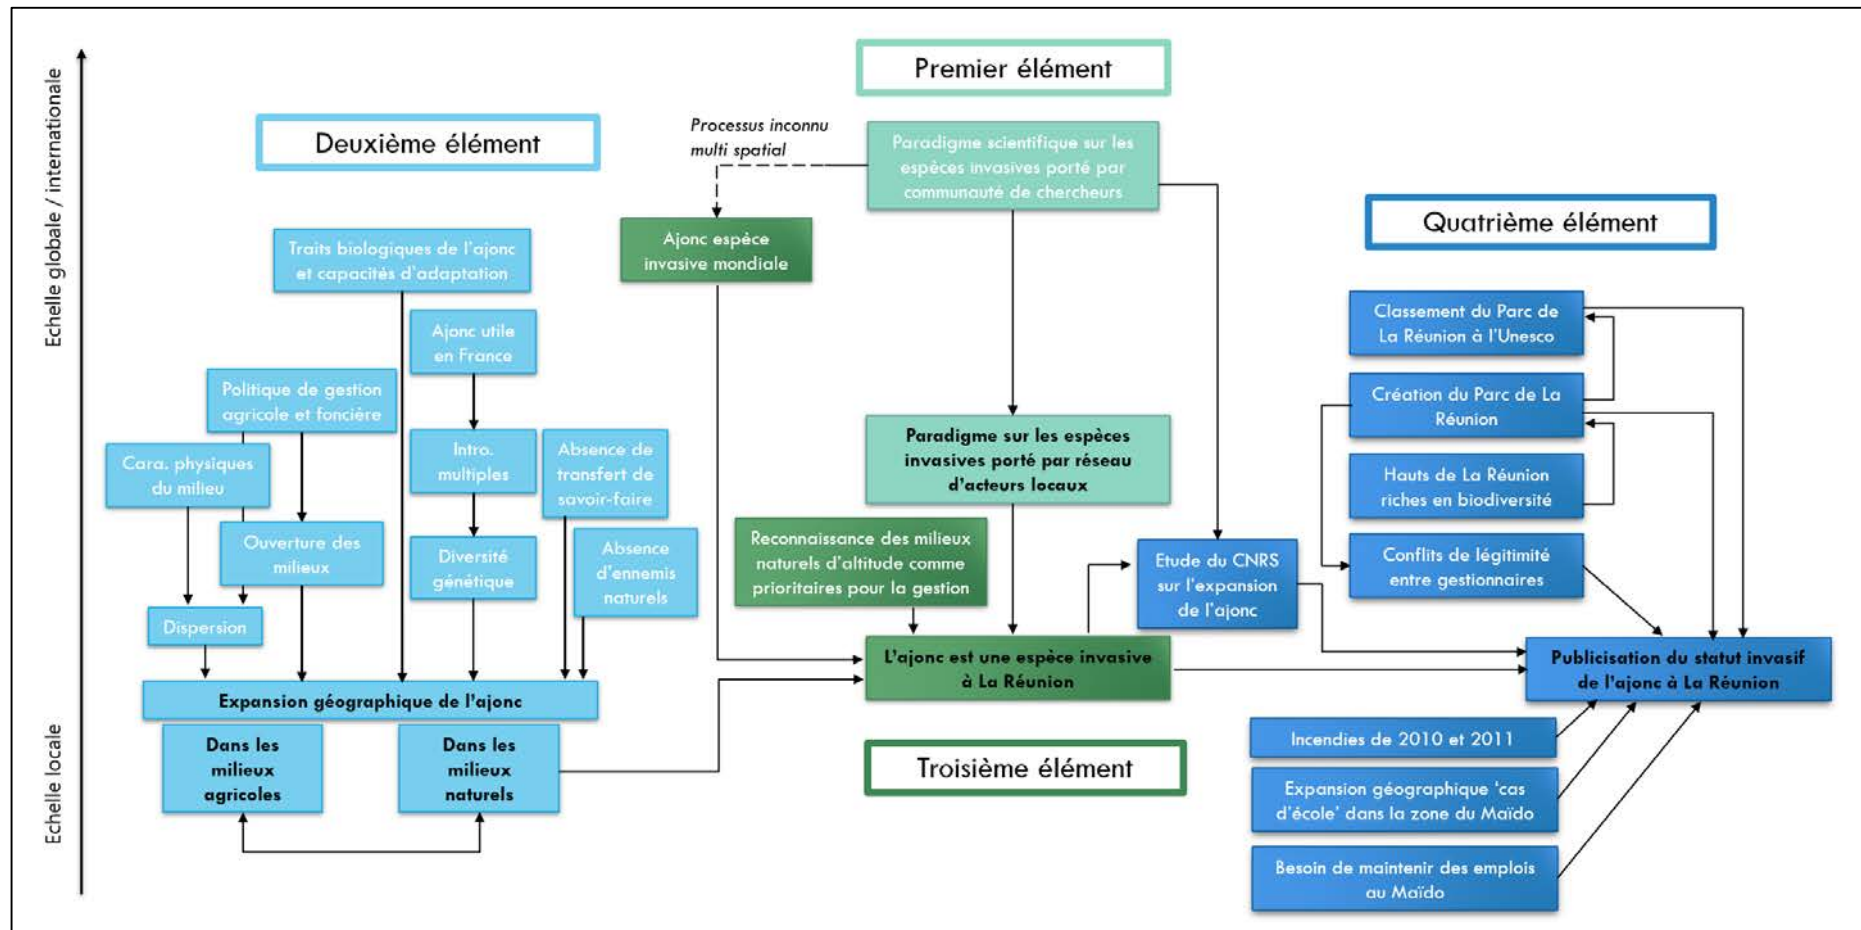 Echelle globale / internationale
Echelle locale
Premier élément
Paradigme scientifique sur les
espèces invasives porté par
communauté de chercheurs
Processus inconnu
multi spatial
Deuxième élément
Traits biologiques de l'ajonc
et capacités d'adaptation
Ajonc utile
en France
Politique de gestion
agricole et foncière
Cara. physiques
du milieu
Intro.
multiples
Absence de
transfert de
savoir-faire
Ouverture des
milieux
Diversité
génétique
Absence
d'ennemis
naturels
Dispersion
Expansion géographique de l'ajonc
Dans les
milieux
agricoles
Dans les
milieux
naturels
Ajonc espèce
invasive mondiale
Paradigme sur les espèces
invasives porté par réseau
d'acteurs locaux
Reconnaissance des milieux
naturels d'altitude comme
prioritaires pour la gestion
Etude du CNRS
sur l'expansion
de l'ajonc
L'ajonc est une espèce invasive
à La Réunion
Troisième élément
Quatrième élément
Classement du Parc de
La Réunion à l'Unesco
Création du Parc de La
Réunion
Hauts de La Réunion
riches en biodiversité
Conflits de légitimité
entre gestionnaires
Publicisation du statut invasif
de l'ajonc à La Réunion
Incendies de 2010 et 2011
Expansion géographique 'cas
d'école' dans la zone du Maïdo
Besoin de maintenir des emplois
au Maïdo